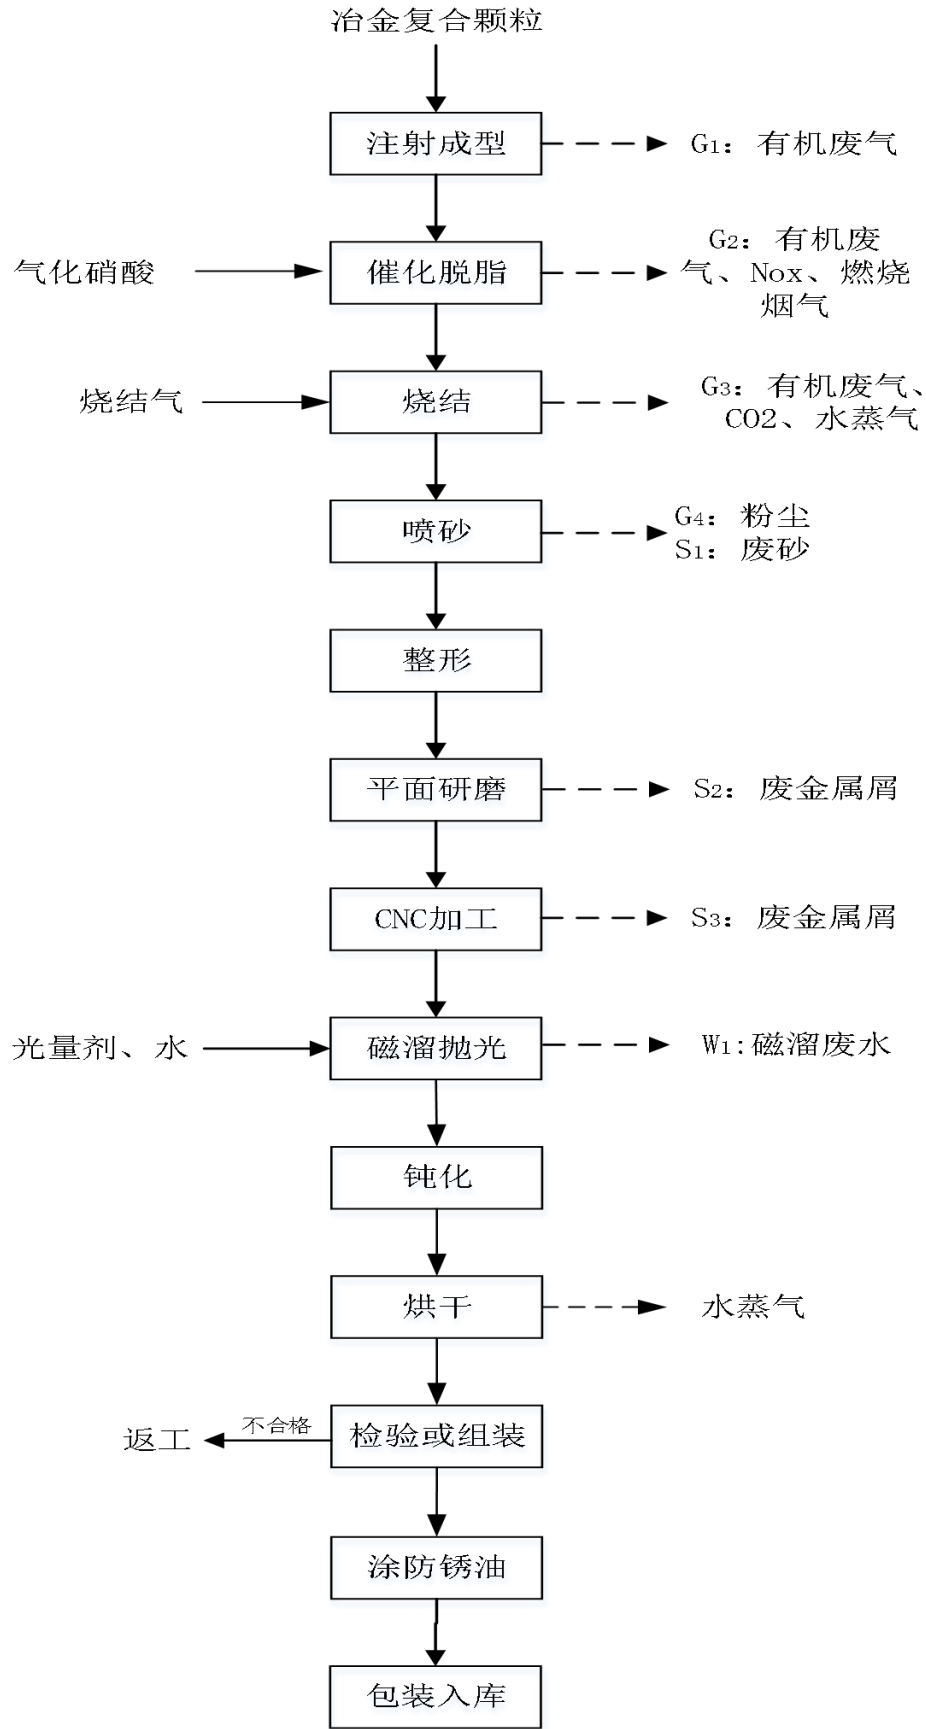 冶金复合颗粒
注射成型
G1：有机废气
气化硝酸
催化脱脂
G2：有机废
气、Nox、燃烧
烟气
烧结气
烧结
G3：有机废气、
CO2、水蒸气
喷砂
G4：粉尘
S1：废砂
整形
平面研磨
S2：废金属屑
CNC加工
S3：废金属屑
光量剂、水
磁溜抛光
W1:磁溜废水
钝化
烘干
水蒸气
返工
不合格
检验或组装
涂防锈油
包装入库